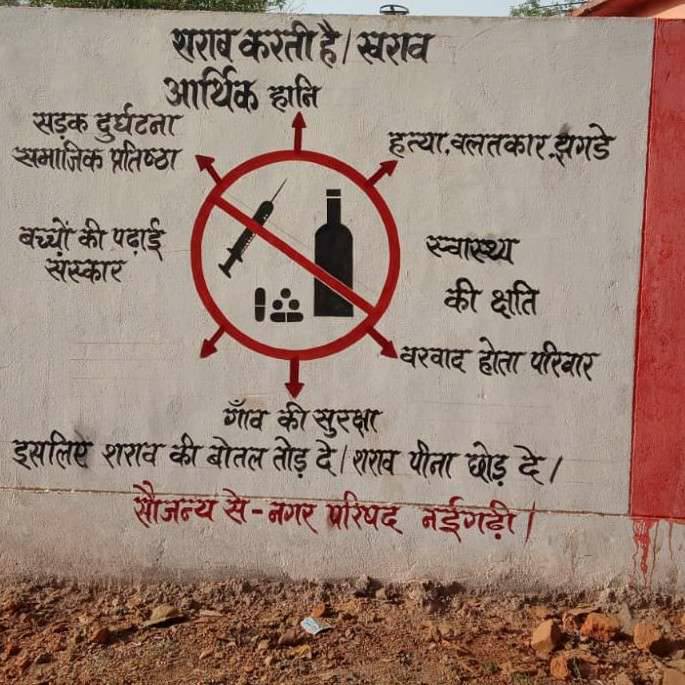 शराब करती है/खराव
आर्थिक हानि
सड़क दुर्घटना
समाजिक प्रतिष्ठा
हत्या,वलतकार,झगडे
बच्चों की पढ़ाई
संस्कार
स्वास्थ्य
की क्षति
वरवाद होता परिवार
गाँव की सुरक्षा
इसलिऐ शराव की बोतल तोड़ दे/शराव पीना छोड़ दे/
सौजन्य से-नगर परिषद नईगढ़ी/